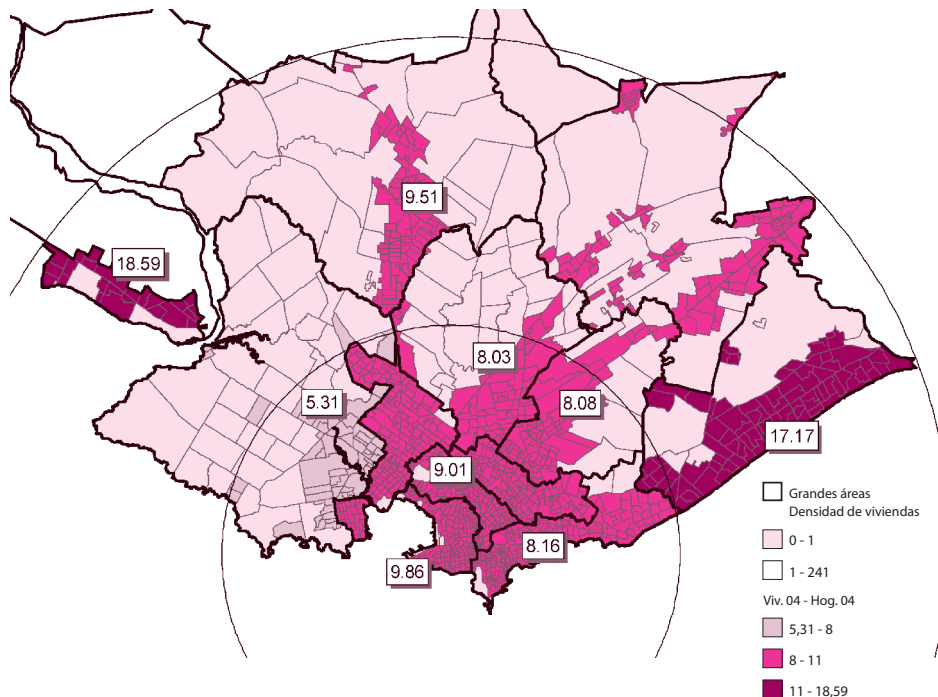 9.51
18.59
8.03
5.31
8.08
17.17
9.01
8.16
9.86
Grandes áreas
Densidad de viviendas
0 - 1
1 - 241
Viv. 04 - Hog. 04
5,31 - 8
8 - 11
11 - 18,59